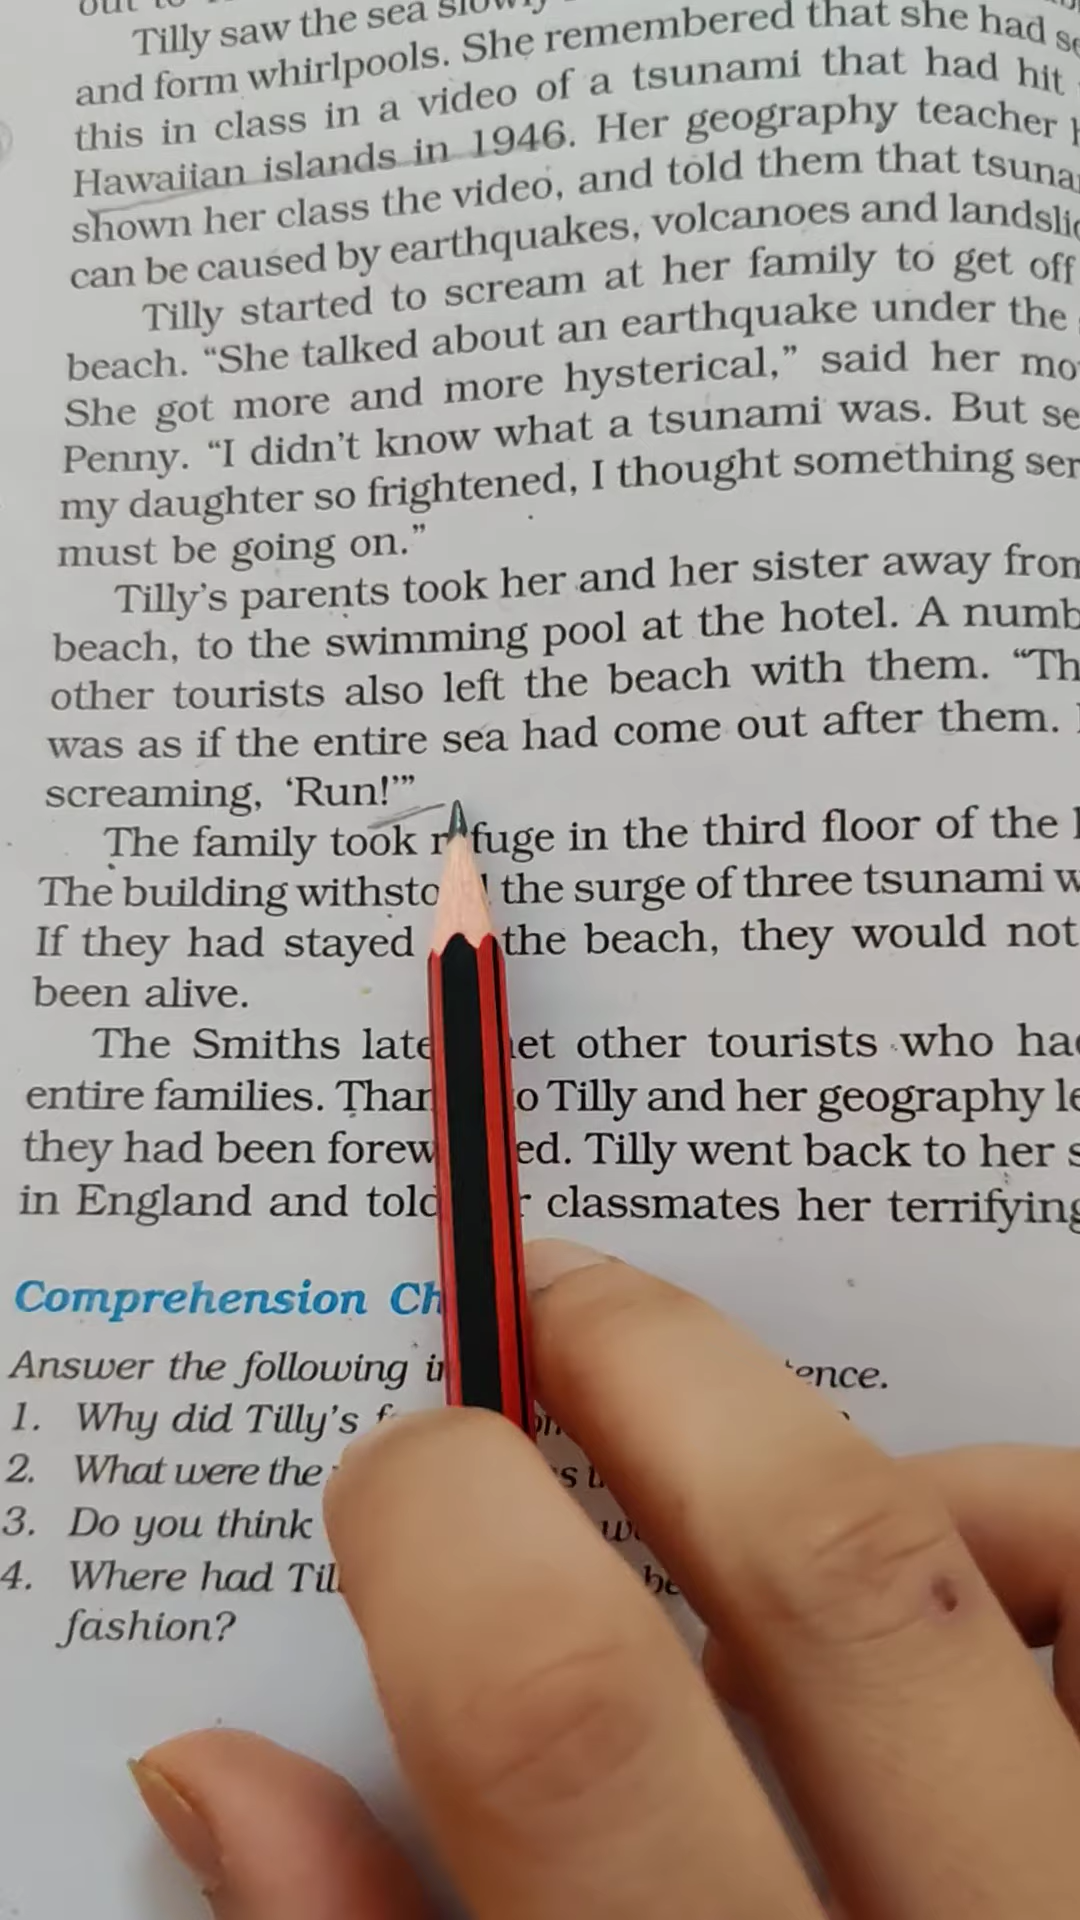 Tilly saw the sea slowly
and form whirlpools. She remembered that she had
this in class in a video of a tsunami that had hit
Hawaiian islands in 1946. Her geography teacher
shown her class the video, and told them that
can be caused by earthquakes, volcanoes and
Tilly started to scream at her family to get off
beach. “She talked about an earthquake under the
She got more and more hysterical,” said her
Penny. “I didn’t know what a tsunami was. But
my daughter so frightened, I thought something
must be going on.”
Tilly’s parents took her and her sister away
beach, to the swimming pool at the hotel. A
other tourists also left the beach with them.
was as if the entire sea had come out after them.
screaming, ‘Run!’”
The family took in the third floor of the
The building the surge of three tsunami
If they had stayed the beach, they would not
been alive.
The Smiths other tourists who
entire families. Tilly and her geography
they had been Tilly went back to her
in England and told classmates her terrifying
Comprehension
Answer the following
1. Why did Tilly’s
2. What were the
3. Do you think
4. Where had
fashion?